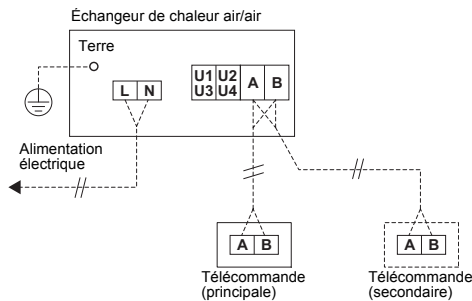 Échangeur de chaleur air/air
Terre
L N
U1 U2 A B
U3 U4
Alimentation
électrique
A B
A B
Télécommande
(principale)
Télécommande
(secondaire)